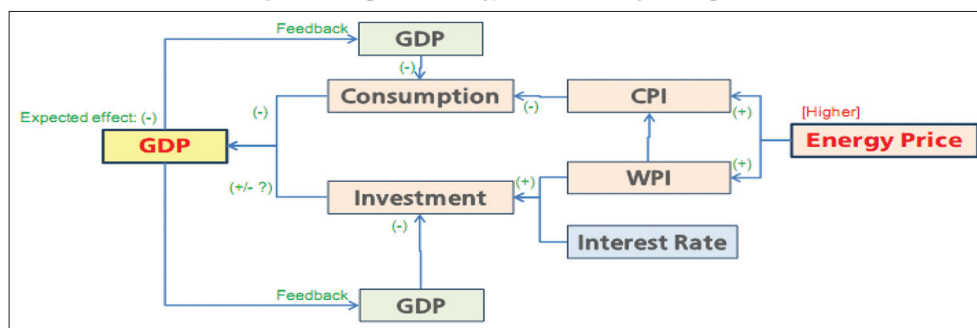 Feedback
GDP
(-)
Consumption
CPI
(-)
(-)
(+)
[Higher]
Expected effect: (-)
GDP
Energy Price
(+/- ?)
(+)
WPI
(+)
Investment
(-)
Interest Rate
Feedback
GDP